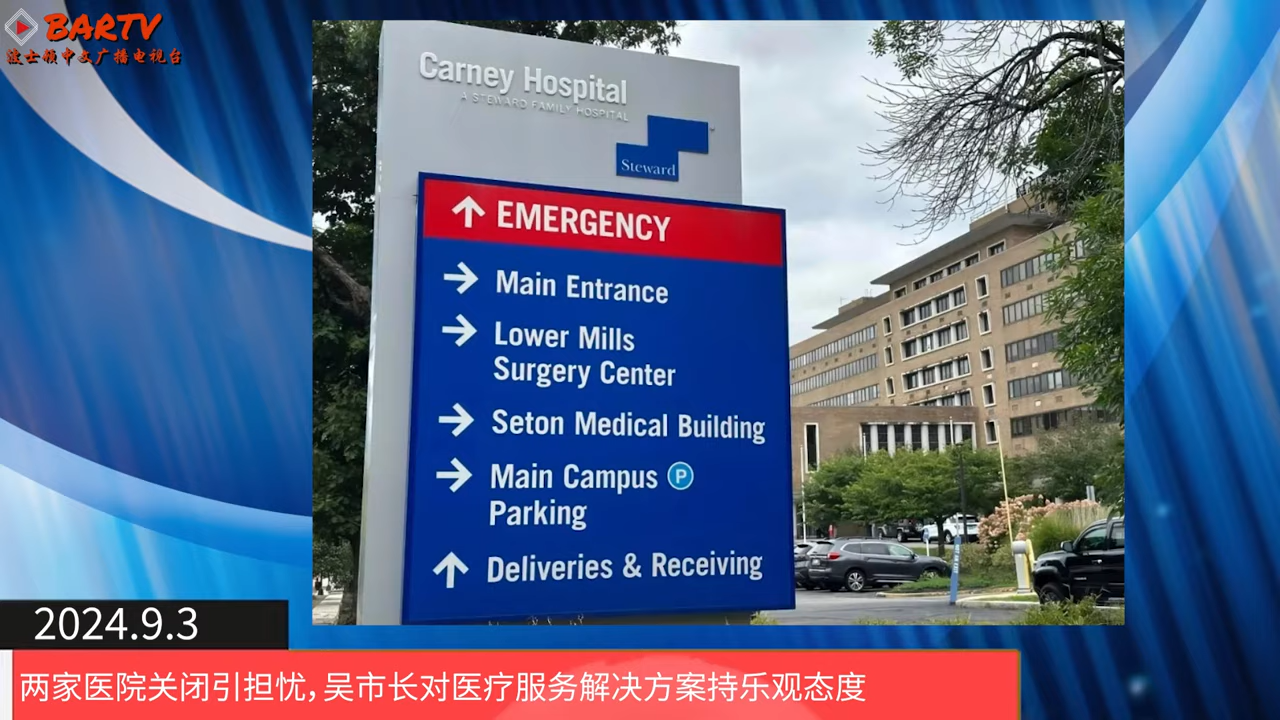 BARTV
波士顿中文广播电视台
Carney Hospital
A STEWARD FAMILY HOSPITAL
Steward
EMERGENCY
Main Entrance
Lower Mills
Surgery Center
Seton Medical Building
Main Campus P
Parking
Deliveries & Receiving
2024.9.3
两家医院关闭引担忧，吴市长对医疗服务解决方案持乐观态度